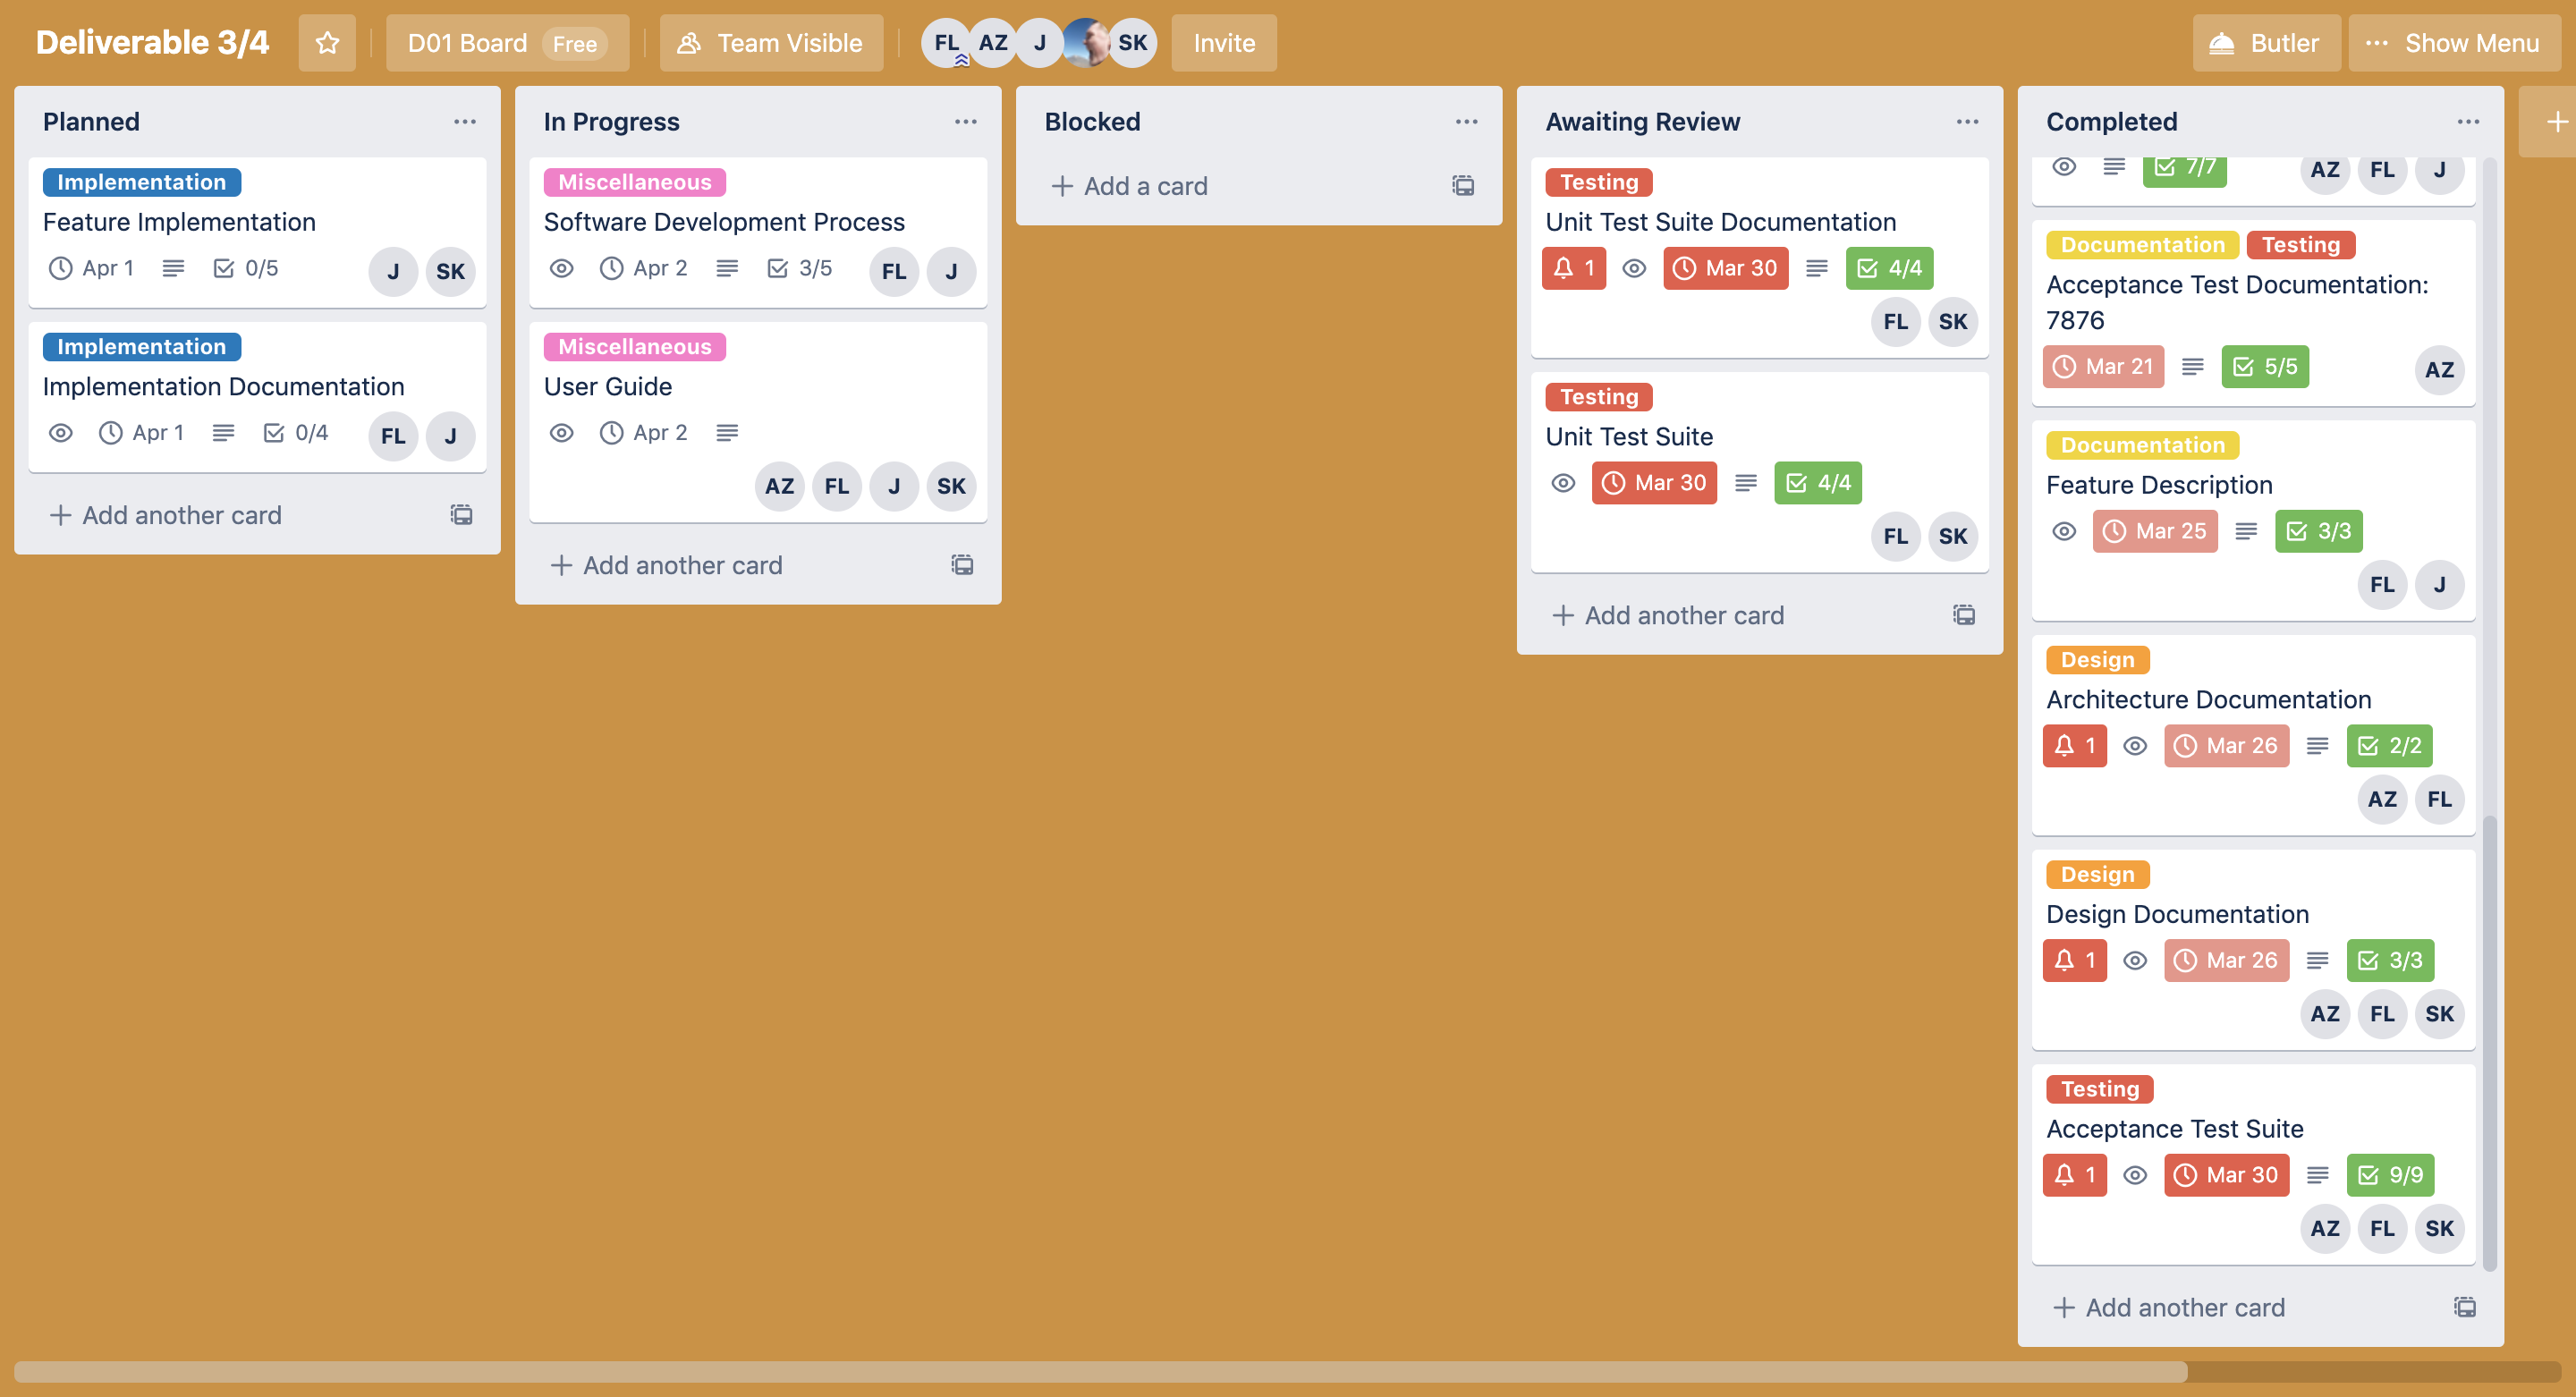 Deliverable 3/4
D01 Board Free
Team Visible
FL AZ J SK
Invite
Butler
Show Menu
Planned
Implementation
Feature Implementation
Apr 1 0/5 J SK
Implementation
Implementation Documentation
Apr 1 0/4 FL J
Add another card
In Progress
Miscellaneous
Software Development Process
Apr 2 3/5 FL J
Miscellaneous
User Guide
Apr 2
AZ FL J SK
Add another card
Blocked
Add a card
Awaiting Review
Testing
Unit Test Suite Documentation
1 Mar 30 4/4
FL SK
Testing
Unit Test Suite
Mar 30 4/4
FL SK
Add another card
Completed
7/7 AZ FL J
Documentation Testing
Acceptance Test Documentation:
7876
Mar 21 5/5 AZ
Documentation
Feature Description
Mar 25 3/3
FL J
Design
Architecture Documentation
1 Mar 26 2/2
AZ FL
Design
Design Documentation
1 Mar 26 3/3
AZ FL SK
Testing
Acceptance Test Suite
1 Mar 30 9/9
AZ FL SK
Add another card